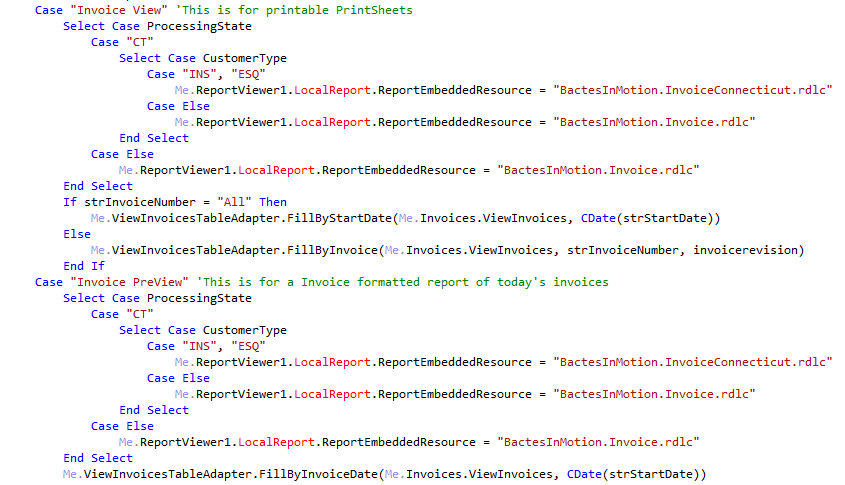 Case "Invoice View" 'This is for printable PrintSheets
Select Case ProcessingState
Case "CT"
Select Case CustomerType
Case "INS", "ESQ"
Me.ReportViewer1.LocalReport.ReportEmbeddedResource = "BactesInMotion.InvoiceConnecticut.rdlc"
Case Else
Me.ReportViewer1.LocalReport.ReportEmbeddedResource = "BactesInMotion.Invoice.rdlc"
End Select
Case Else
Me.ReportViewer1.LocalReport.ReportEmbeddedResource = "BactesInMotion.Invoice.rdlc"
End Select
If strInvoiceNumber = "All" Then
Me.ViewInvoicesTableAdapter.FillByStartDate(Me.Invoices.ViewInvoices, CDate(strStartDate))
Else
Me.ViewInvoicesTableAdapter.FillByInvoice(Me.Invoices.ViewInvoices, strInvoiceNumber, invoicerevision)
End If
Case "Invoice PreView" 'This is for a Invoice formatted report of today's invoices
Select Case ProcessingState
Case "CT"
Select Case CustomerType
Case "INS", "ESQ"
Me.ReportViewer1.LocalReport.ReportEmbeddedResource = "BactesInMotion.InvoiceConnecticut.rdlc"
Case Else
Me.ReportViewer1.LocalReport.ReportEmbeddedResource = "BactesInMotion.Invoice.rdlc"
End Select
Case Else
Me.ReportViewer1.LocalReport.ReportEmbeddedResource = "BactesInMotion.Invoice.rdlc"
End Select
Me.ViewInvoicesTableAdapter.FillByInvoiceDate(Me.Invoices.ViewInvoices, CDate(strStartDate))